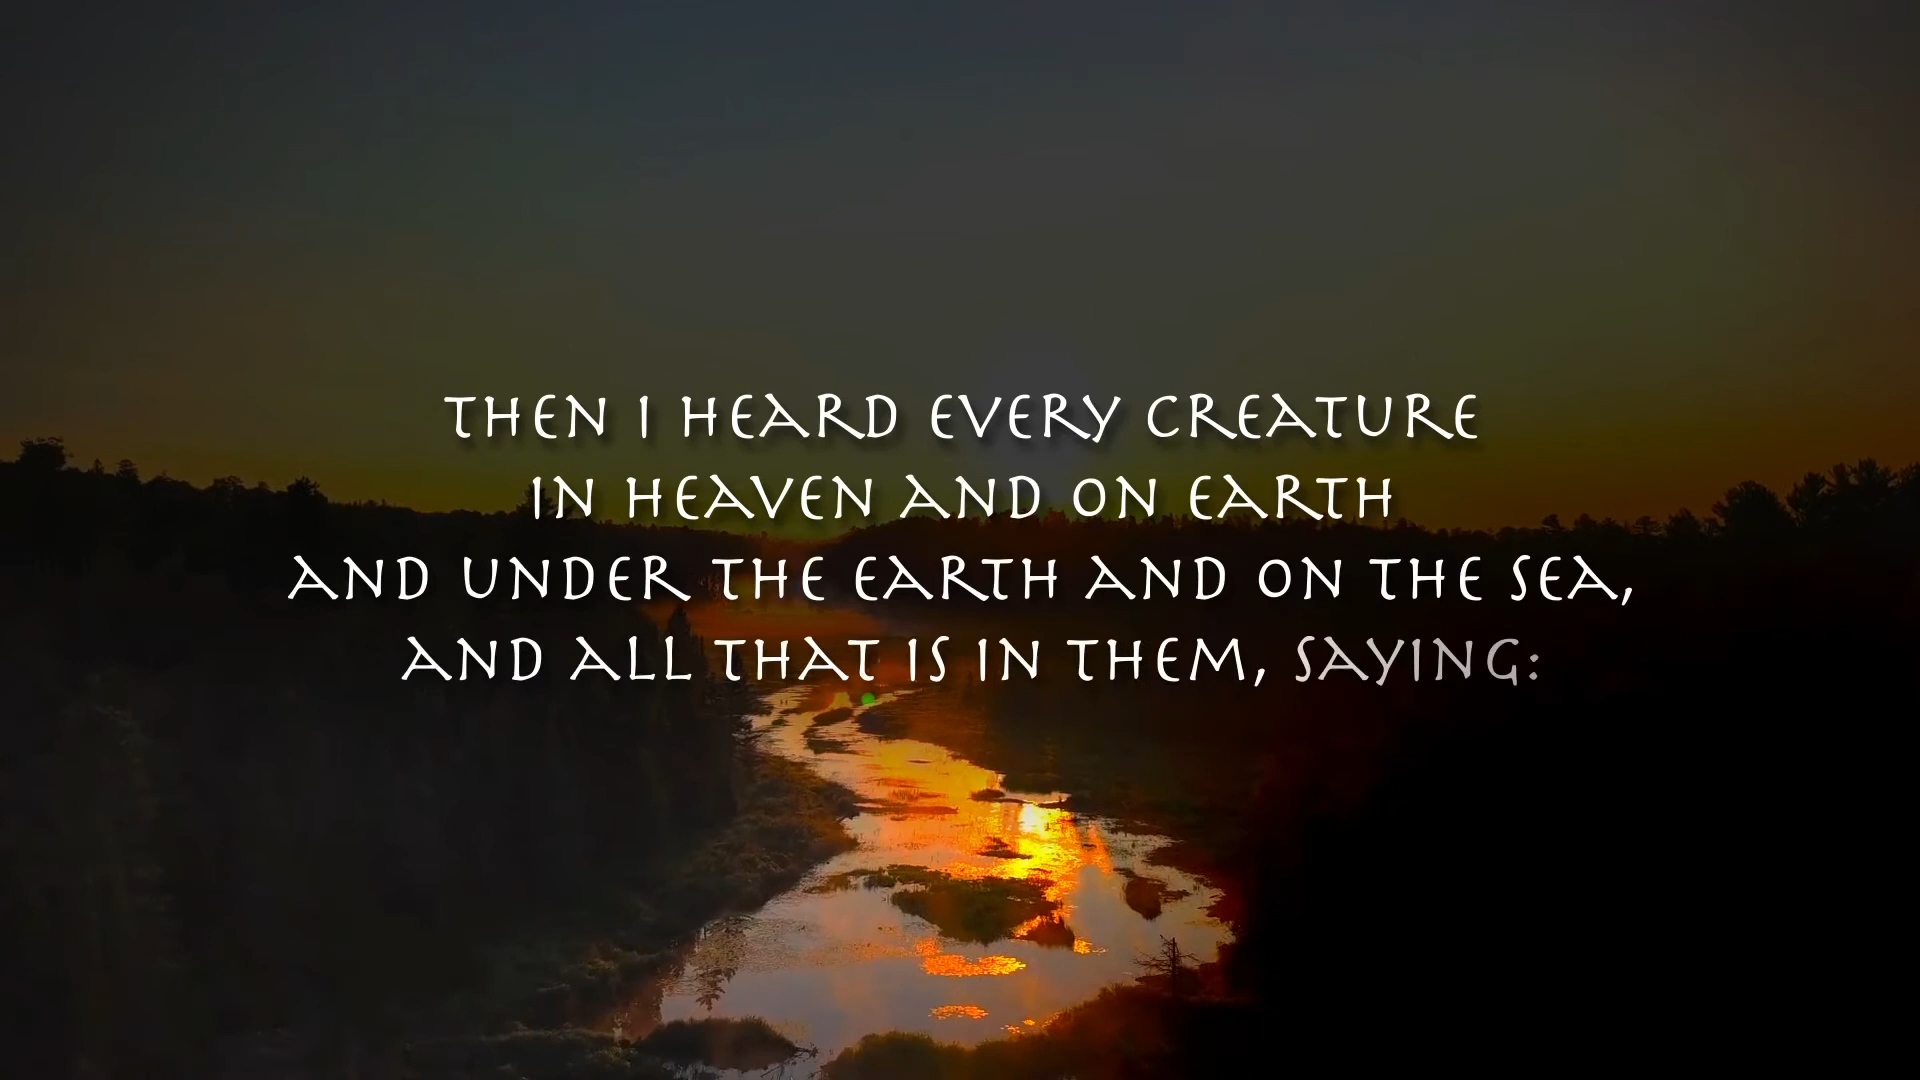 THEN I HEARD EVERY CREATURE
IN HEAVEN AND ON EARTH
AND UNDER THE EARTH AND ON THE SEA,
AND ALL THAT IS IN THEM, SAYING: